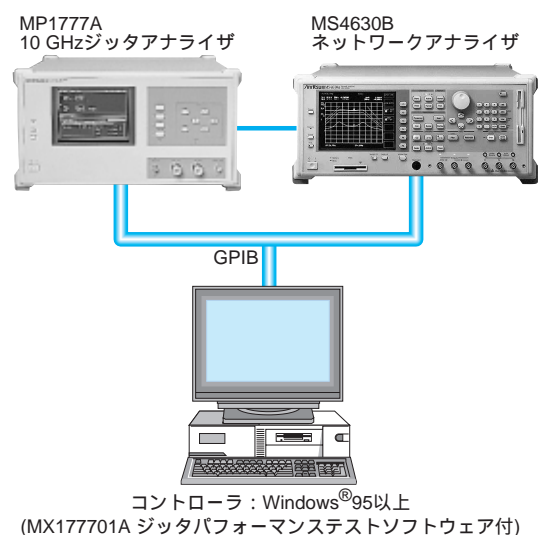 MP1777A
10 GHzジッタアナライザ
MS4630B
ネットワークアナライザ
Anritsu
GPIB
コントローラ：Windows®95以上
(MX177701A ジッタパフォーマンステストソフトウェア付)